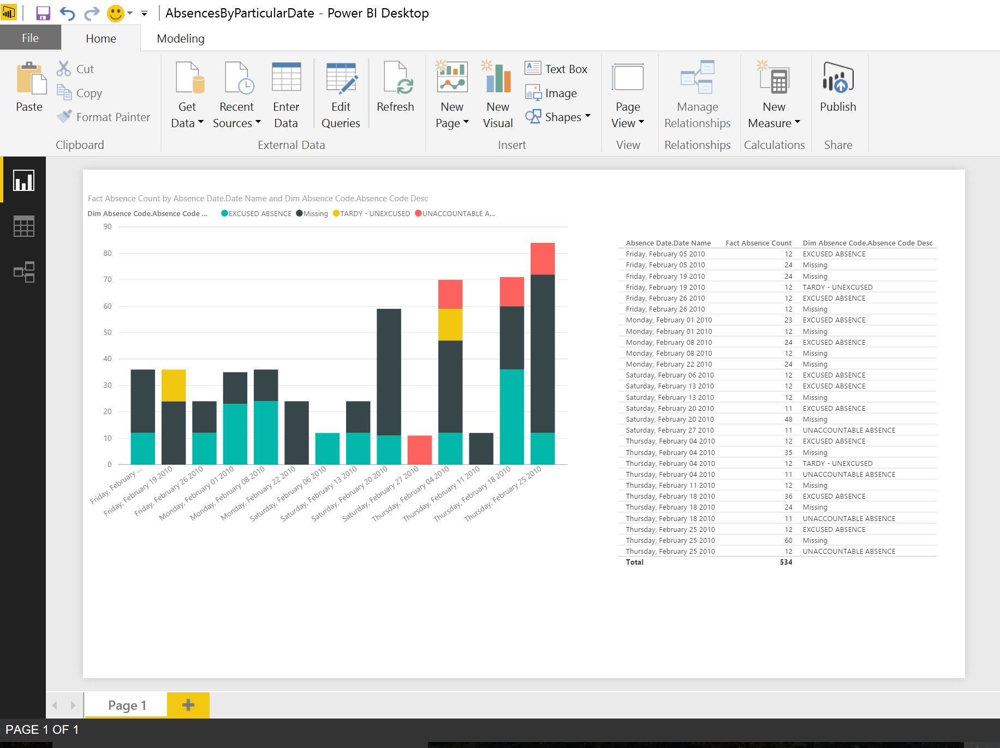 AbsencesByParticularDate - Power BI Desktop
File Home Modeling
Paste
Cut
Copy
Format Painter
Clipboard
Get Data
Recent Sources
Enter Data
Edit Queries
Refresh
External Data
New Page
New Visual
Text Box
Image
Shapes
Insert
Page View
View
Manage Relationships
Relationships
New Measure
Calculations
Publish
Share
Fact Absence Count by Absence Date.Date Name and Dim Absence Code.Absence Code Desc
Dim Absence Code.Absence Code ... EXCUSED ABSENCE Missing TARDY - UNEXCUSED UNACCOUNTABLE A...
90
80
70
60
50
40
30
20
10
0
Friday, February ...
Friday, February 19 2010
Friday, February 26 2010
Monday, February 01 2010
Monday, February 08 2010
Monday, February 22 2010
Saturday, February 06 2010
Saturday, February 13 2010
Saturday, February 20 2010
Saturday, February 27 2010
Thursday, February 04 2010
Thursday, February 11 2010
Thursday, February 18 2010
Thursday, February 25 2010
Absence Date.Date Name Fact Absence Count Dim Absence Code.Absence Code Desc
Friday, February 05 2010 12 EXCUSED ABSENCE
Friday, February 05 2010 24 Missing
Friday, February 19 2010 24 Missing
Friday, February 19 2010 12 TARDY - UNEXCUSED
Friday, February 26 2010 12 EXCUSED ABSENCE
Friday, February 26 2010 12 Missing
Monday, February 01 2010 23 EXCUSED ABSENCE
Monday, February 01 2010 12 Missing
Monday, February 08 2010 24 EXCUSED ABSENCE
Monday, February 08 2010 12 Missing
Monday, February 22 2010 24 Missing
Saturday, February 06 2010 12 EXCUSED ABSENCE
Saturday, February 13 2010 12 EXCUSED ABSENCE
Saturday, February 13 2010 12 Missing
Saturday, February 20 2010 11 EXCUSED ABSENCE
Saturday, February 20 2010 48 Missing
Saturday, February 27 2010 11 UNACCOUNTABLE ABSENCE
Thursday, February 04 2010 12 EXCUSED ABSENCE
Thursday, February 04 2010 35 Missing
Thursday, February 04 2010 12 TARDY - UNEXCUSED
Thursday, February 04 2010 11 UNACCOUNTABLE ABSENCE
Thursday, February 11 2010 12 Missing
Thursday, February 18 2010 36 EXCUSED ABSENCE
Thursday, February 18 2010 24 Missing
Thursday, February 18 2010 11 UNACCOUNTABLE ABSENCE
Thursday, February 25 2010 12 EXCUSED ABSENCE
Thursday, February 25 2010 60 Missing
Thursday, February 25 2010 12 UNACCOUNTABLE ABSENCE
Total 534
Page 1
PAGE 1 OF 1